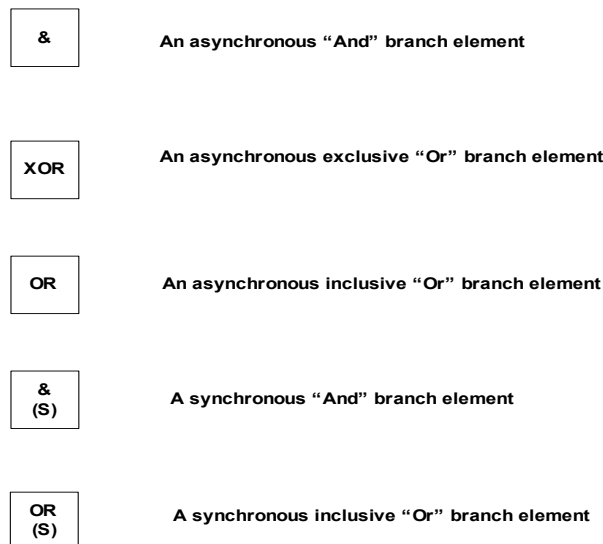 & An asynchronous “And” branch element
XOR An asynchronous exclusive “Or” branch element
OR An asynchronous inclusive “Or” branch element
&
(S)
A synchronous “And” branch element
OR
(S)
A synchronous inclusive “Or” branch element